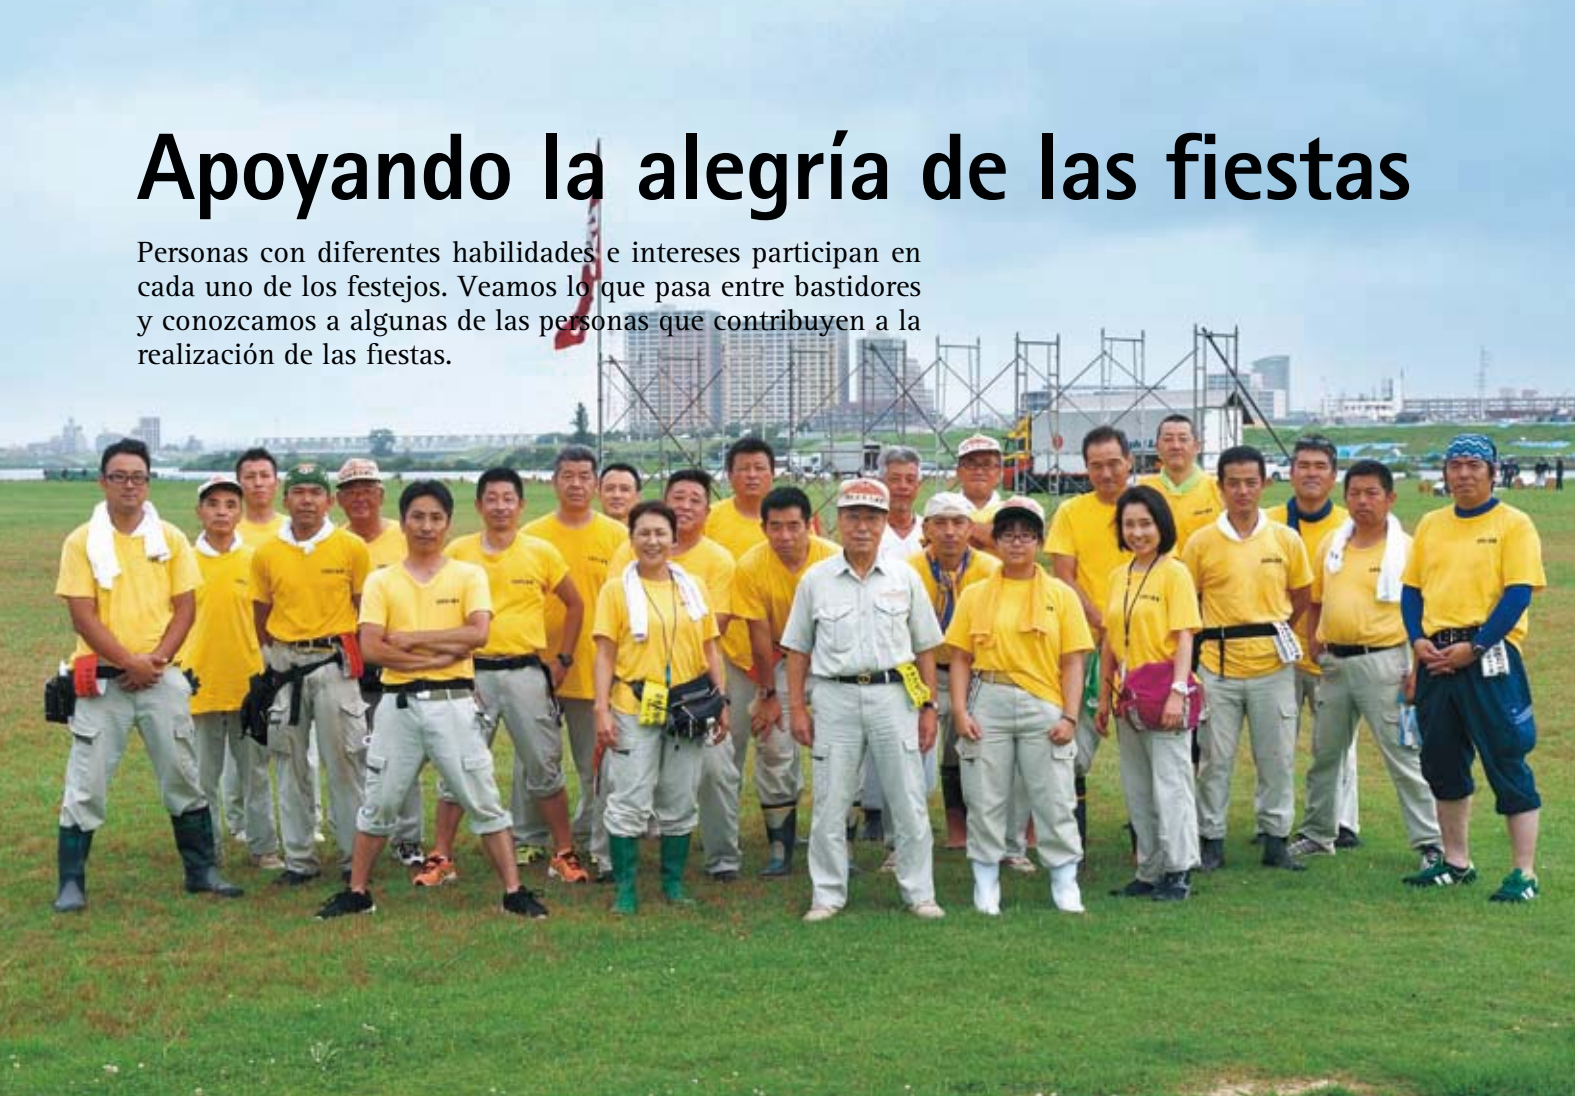 Apoyando la alegría de las fiestas
Personas con diferentes habilidades e intereses participan en
cada uno de los festejos. Veamos lo que pasa entre bastidores
y conozcamos a algunas de las personas que contribuyen a la
realización de las fiestas.